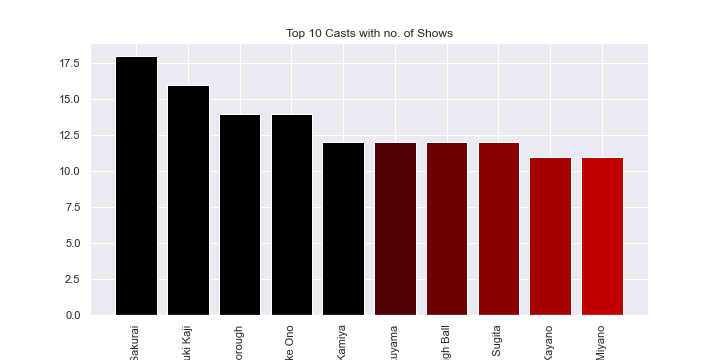 Top 10 Casts with no. of Shows
17.5
15.0
12.5
10.0
7.5
5.0
2.5
0.0
Sakurai
uki Kaji
orough
ke Ono
Kamiya
uyama
gh Ball
Sugita
Kayano
Miyano